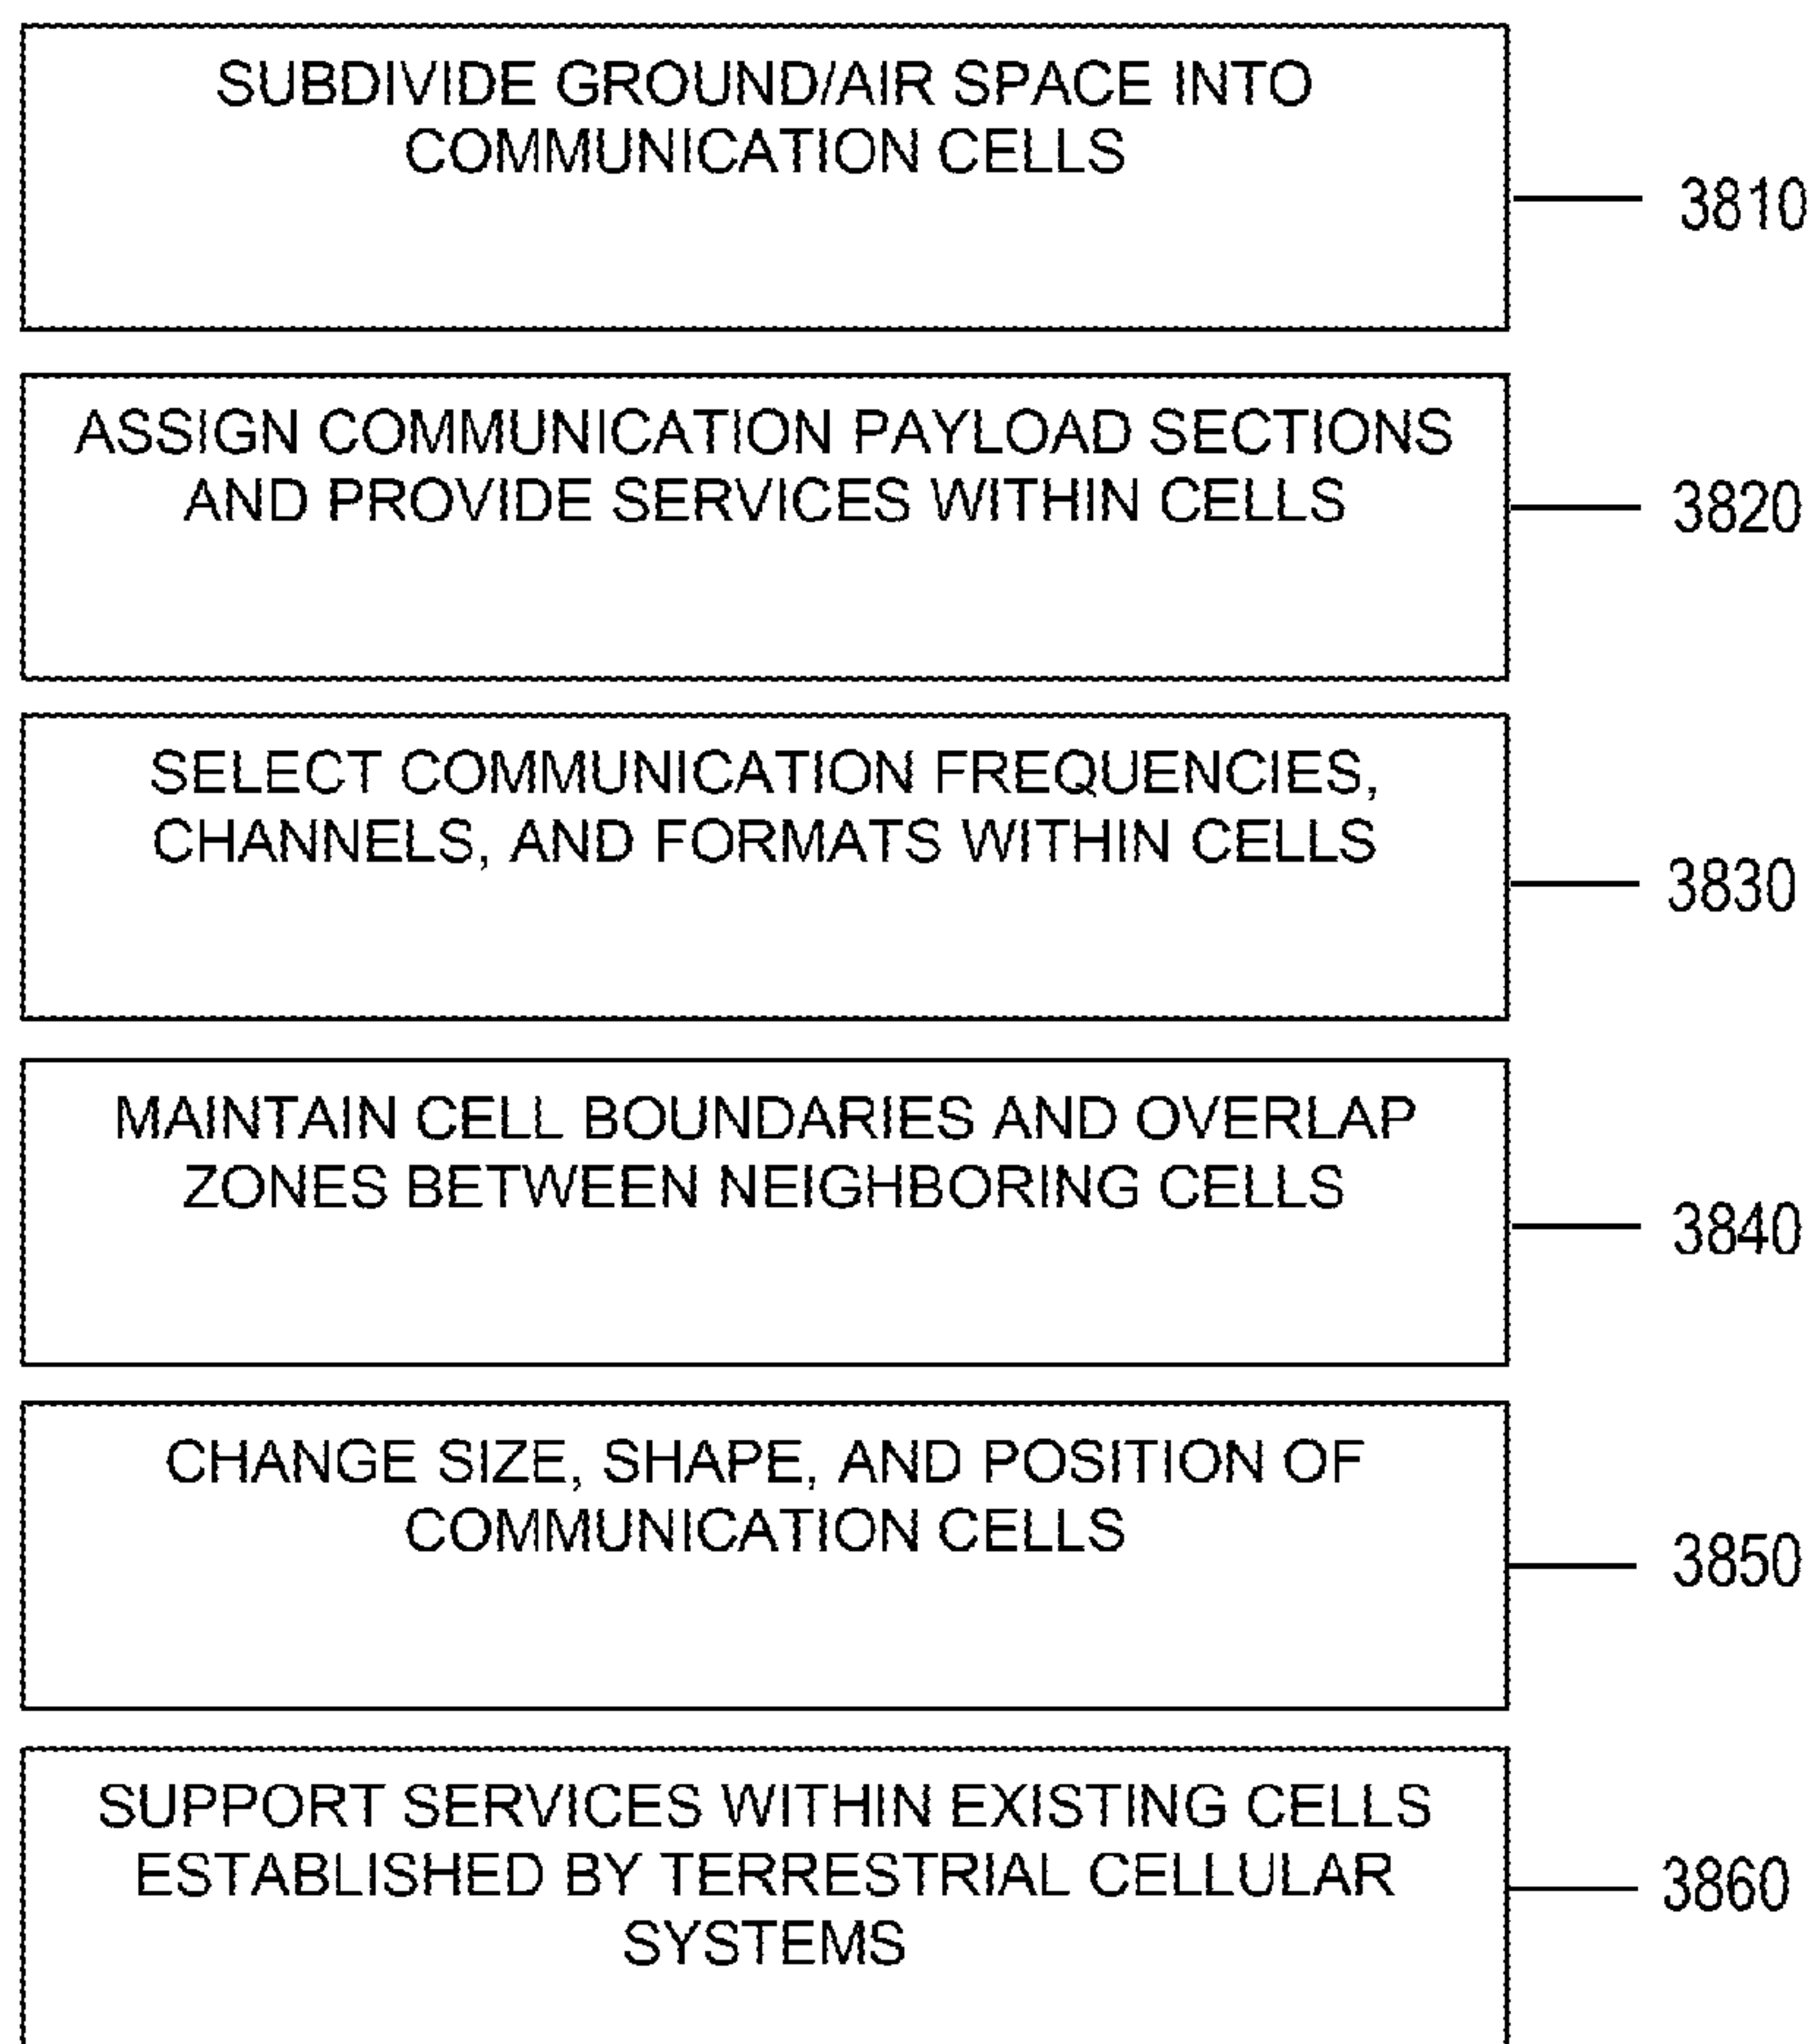 SUBDIVIDE GROUND/AIR SPACE INTO
COMMUNICATION CELLS
3810
ASSIGN COMMUNICATION PAYLOAD SECTIONS
AND PROVIDE SERVICES WITHIN CELLS
3820
SELECT COMMUNICATION FREQUENCIES,
CHANNELS, AND FORMATS WITHIN CELLS
3830
MAINTAIN CELL BOUNDARIES AND OVERLAP
ZONES BETWEEN NEIGHBORING CELLS
3840
CHANGE SIZE, SHAPE, AND POSITION OF
COMMUNICATION CELLS
3850
SUPPORT SERVICES WITHIN EXISTING CELLS
ESTABLISHED BY TERRESTRIAL CELLULAR
SYSTEMS
3860